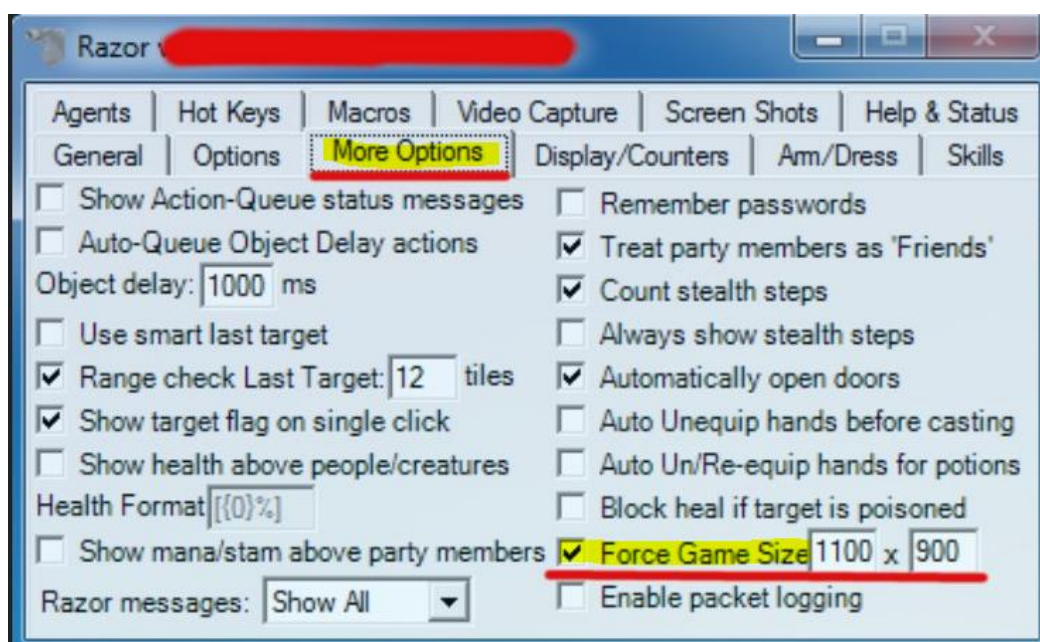 Razor v
Agents Hot Keys Macros Video Capture Screen Shots Help & Status
General Options More Options Display/Counters Arm/Dress Skills
Show Action-Queue status messages
Auto-Queue Object Delay actions
Object delay: 1000 ms
Use smart last target
Range check Last Target: 12 tiles
Show target flag on single click
Show health above people/creatures
Health Format [{0}%]
Show mana/stam above party members
Razor messages: Show All
Remember passwords
Treat party members as 'Friends'
Count stealth steps
Always show stealth steps
Automatically open doors
Auto Unequip hands before casting
Auto Un/Re-equip hands for potions
Block heal if target is poisoned
Force Game Size 1100 x 900
Enable packet logging